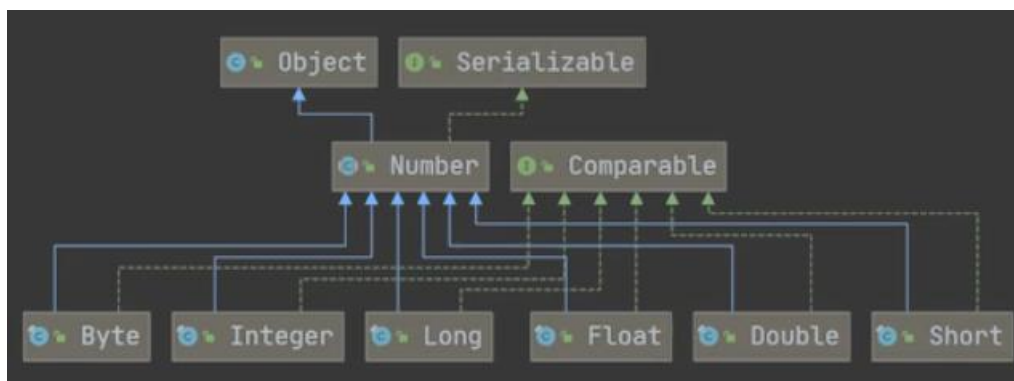 Object Serializable
Number Comparable
Byte Integer Long Float Double Short